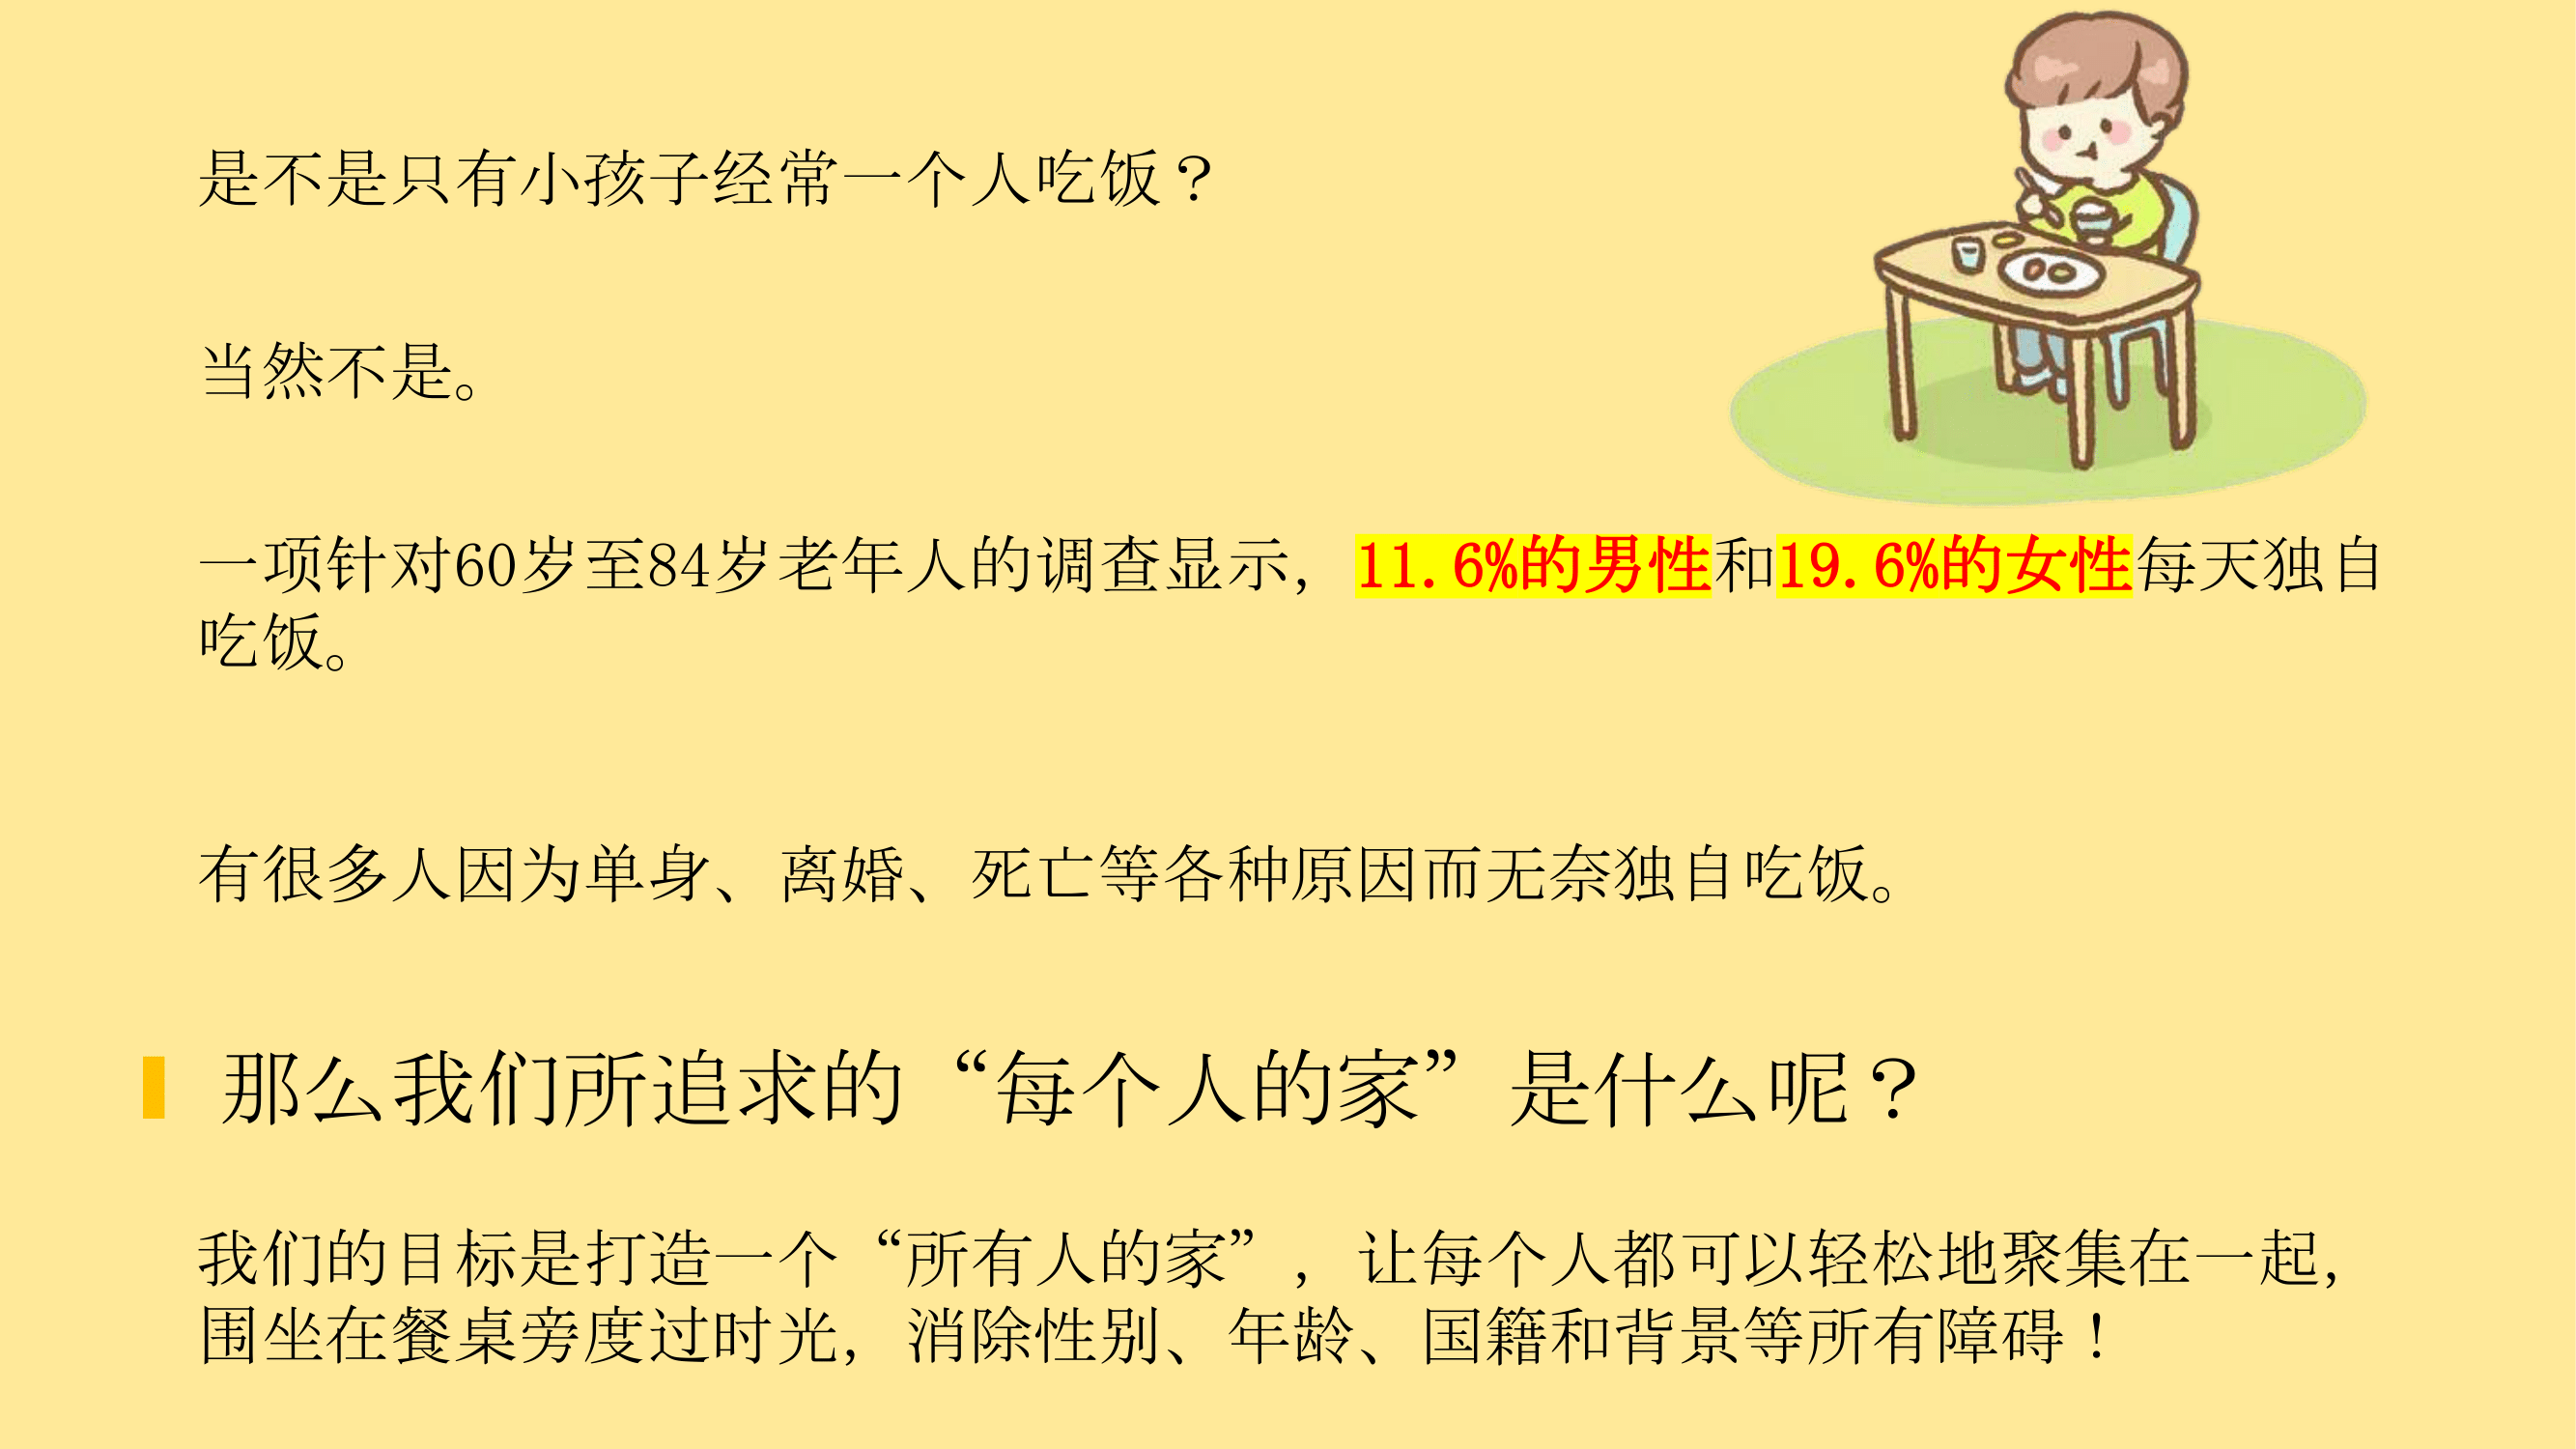 是不是只有小孩子经常一个人吃饭？
当然不是。
一项针对60岁至84岁老年人的调查显示，11.6%的男性和19.6%的女性每天独自
吃饭。
有很多人因为单身、离婚、死亡等各种原因而无奈独自吃饭。
那么我们所追求的“每个人的家”是什么呢？
我们的目标是打造一个“所有人的家”，让每个人都可以轻松地聚集在一起，
围坐在餐桌旁度过时光，消除性别、年龄、国籍和背景等所有障碍！